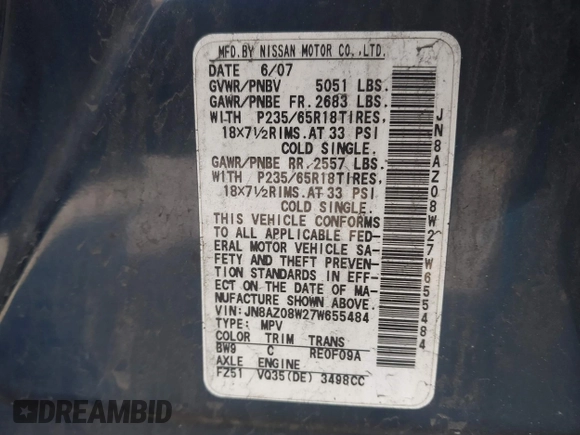 MFD.BY NISSAN MOTOR CO.,LTD.
DATE 6/07
GVWR/PNBV 5051 LBS.
GAWR/PNBE FR.2683 LBS.
WITH P235/65R18TIRES,
18X7½RIMS.AT 33 PSI
COLD SINGLE.
GAWR/PNBE RR.2557 LBS.
WITH P235/65R18TIRES,
18X7½RIMS.AT 33 PSI
COLD SINGLE.
THIS VEHICLE CONFORMS
TO ALL APPLICABLE FED-
ERAL MOTOR VEHICLE SA-
FETY AND THEFT PREVEN-
TION STANDARDS IN EFF-
ECT ON THE DATE OF MA-
NUFACTURE SHOWN ABOVE.
VIN:JN8AZ08W27W655484
TYPE: MPV
COLOR TRIM TRANS
BW9 C RE0F09A
AXLE ENGINE
FZ51 VQ35(DE) 3498CC
JN8AZ08W27W655484
DREAMBID